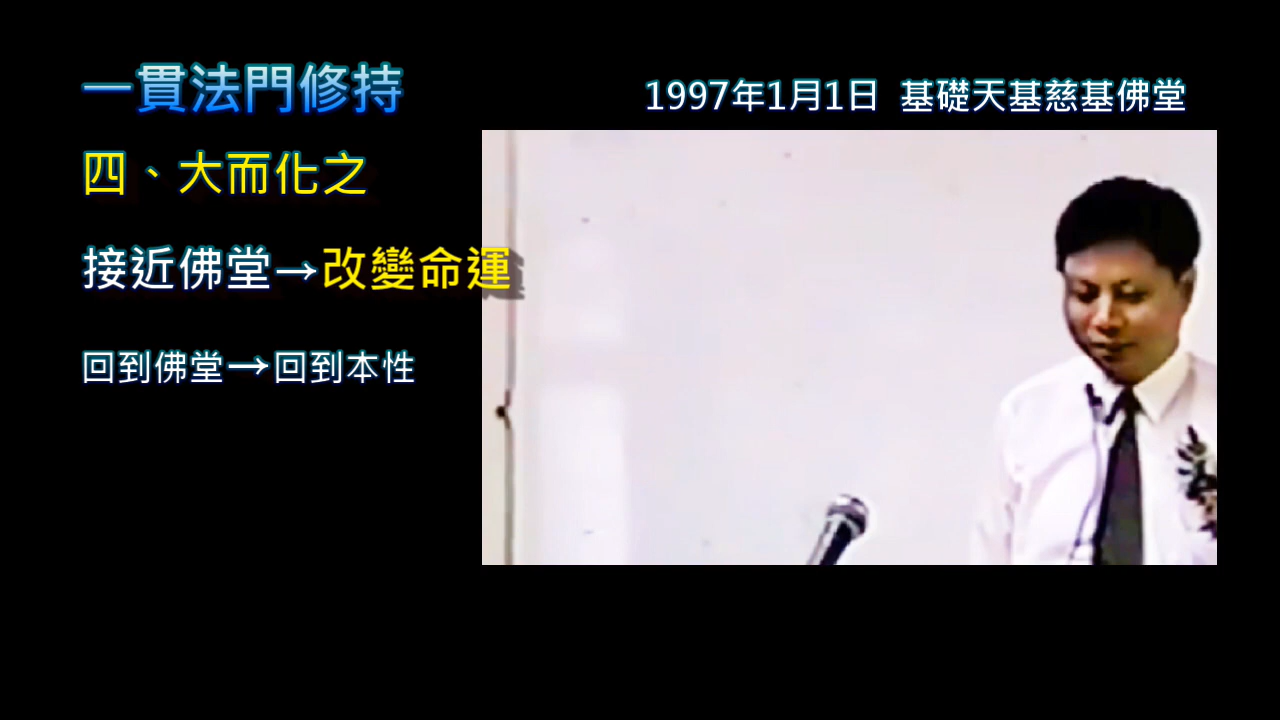 一貫法門修持
1997年1月1日 基礎天基慈基佛堂
四、大而化之
接近佛堂→改變命運
回到佛堂→回到本性